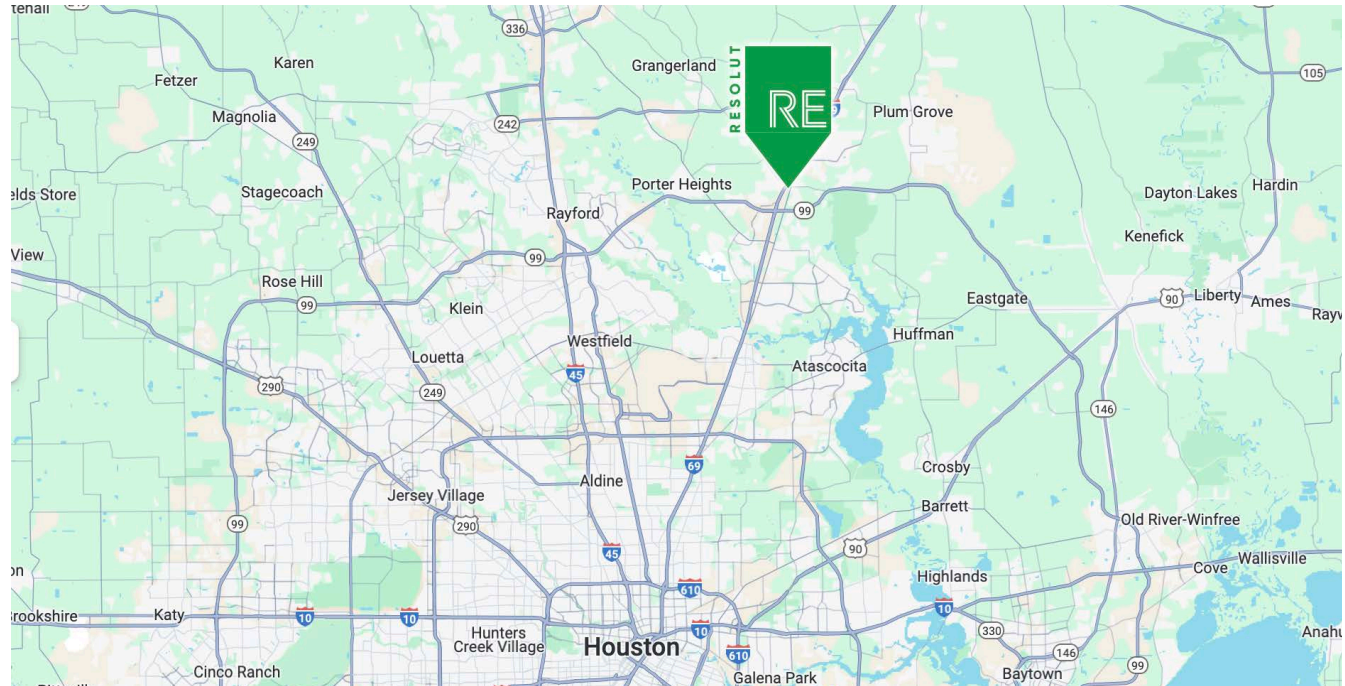 336
Karen
Grangerland
105
Fetzer
RESOLUT
RE
Magnolia
242
Plum Grove
249
Stagecoach
Porter Heights
Dayton Lakes
Hardin
elds Store
Rayford
99
Kenefick
View
99
Rose Hill
99
Klein
Eastgate
90
Liberty
Ames
Westfield
Huffman
Louetta
45
Atascocita
290
249
146
69
Crosby
Aldine
Jersey Village
Barrett
99
290
Old River-Winfree
45
90
Wallisville
Cove
Highlands
610
rookshire
Katy
10
10
10
10
330
Hunters
Creek Village
Houston
610
146
99
Cinco Ranch
Galena Park
Baytown